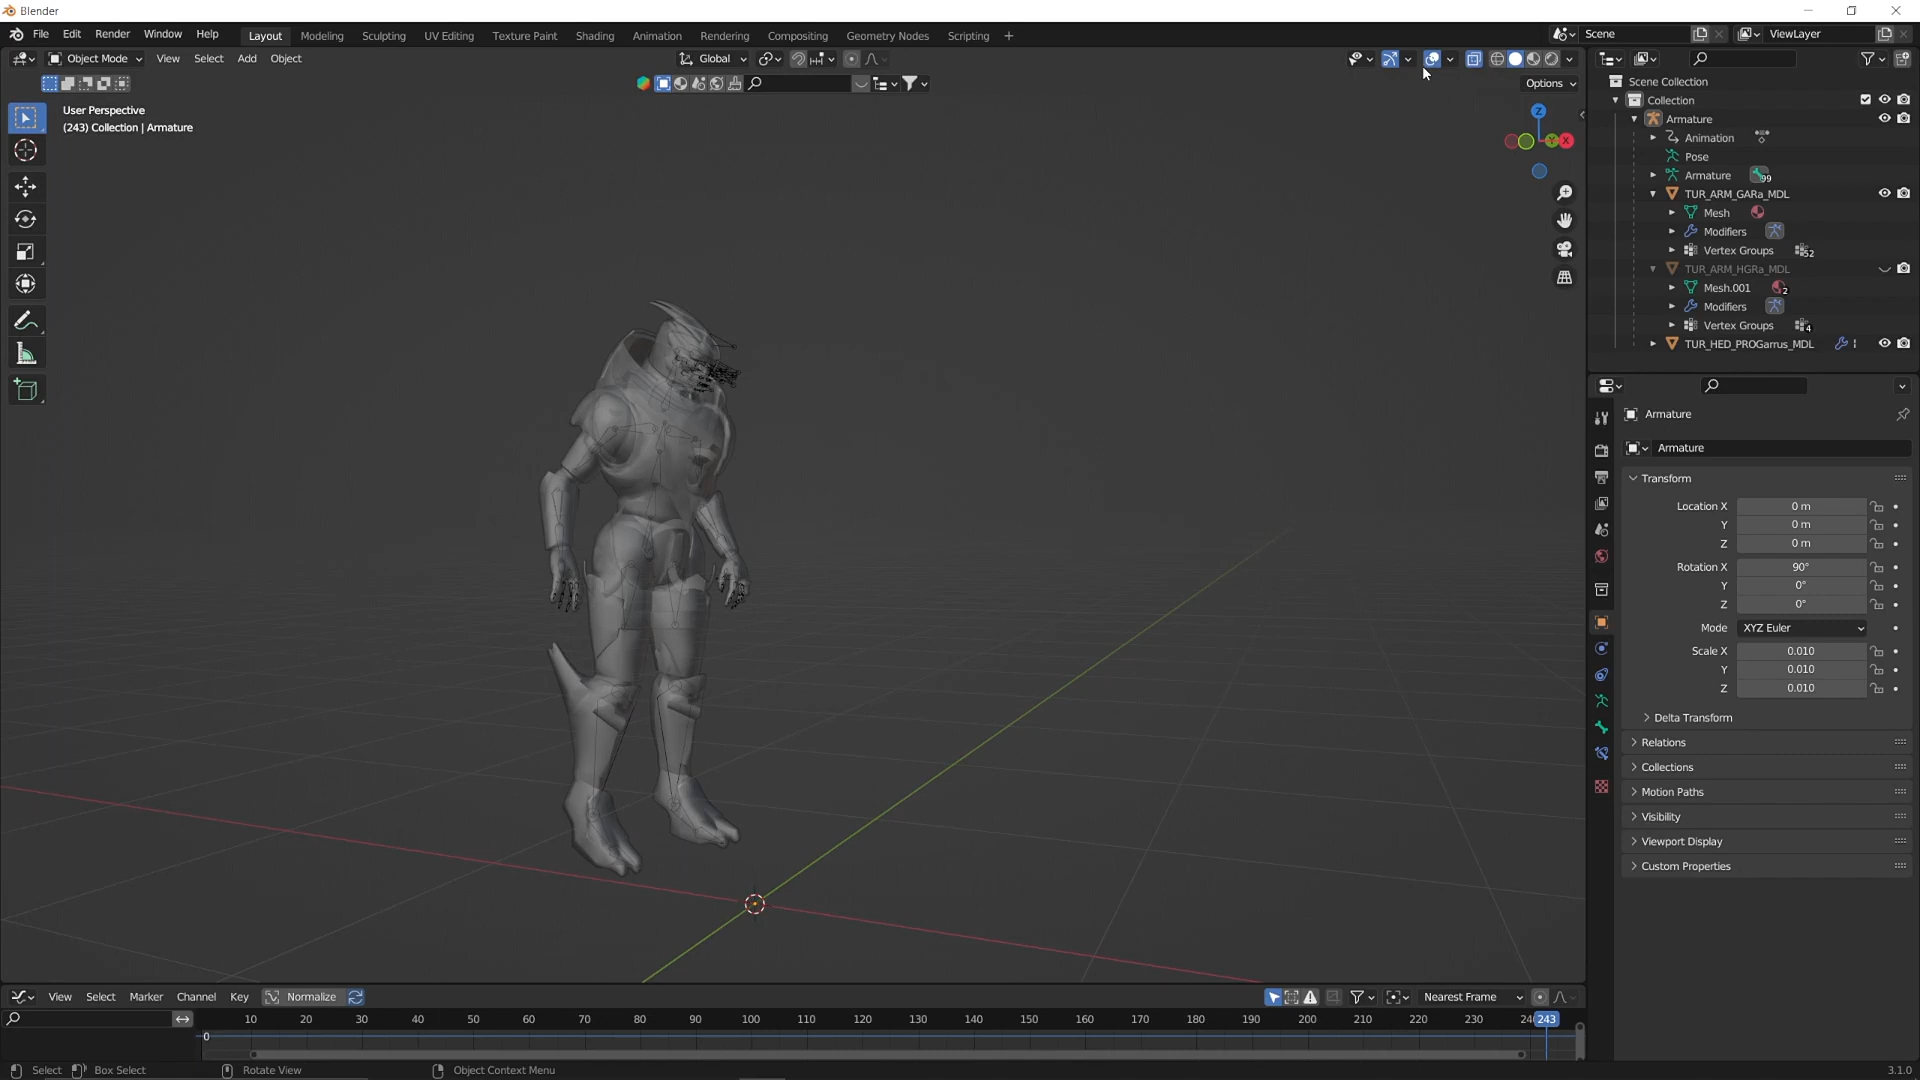 Blender
File Edit Render Window Help
Layout Modeling Sculpting UV Editing Texture Paint Shading Animation Rendering Compositing Geometry Nodes Scripting +
Scene
ViewLayer
Object Mode View Select Add Object
Global
Options
User Perspective
(243) Collection | Armature
Z
Y
X
Scene Collection
Collection
Armature
Animation
Pose
Armature 99
TUR_ARM_GARa_MDL
Mesh
Modifiers
Vertex Groups 52
TUR_ARM_HGRa_MDL
Mesh.001 2
Modifiers
Vertex Groups 4
TUR_HED_PROGarrus_MDL
Armature
Armature
Transform
Location X 0 m
Y 0 m
Z 0 m
Rotation X 90°
Y 0°
Z 0°
Mode XYZ Euler
Scale X 0.010
Y 0.010
Z 0.010
Delta Transform
Relations
Collections
Motion Paths
Visibility
Viewport Display
Custom Properties
View Select Marker Channel Key Normalize
Nearest Frame
10 20 30 40 50 60 70 80 90 100 110 120 130 140 150 160 170 180 190 200 210 220 230 243
0
Select Box Select Rotate View Object Context Menu
3.1.0